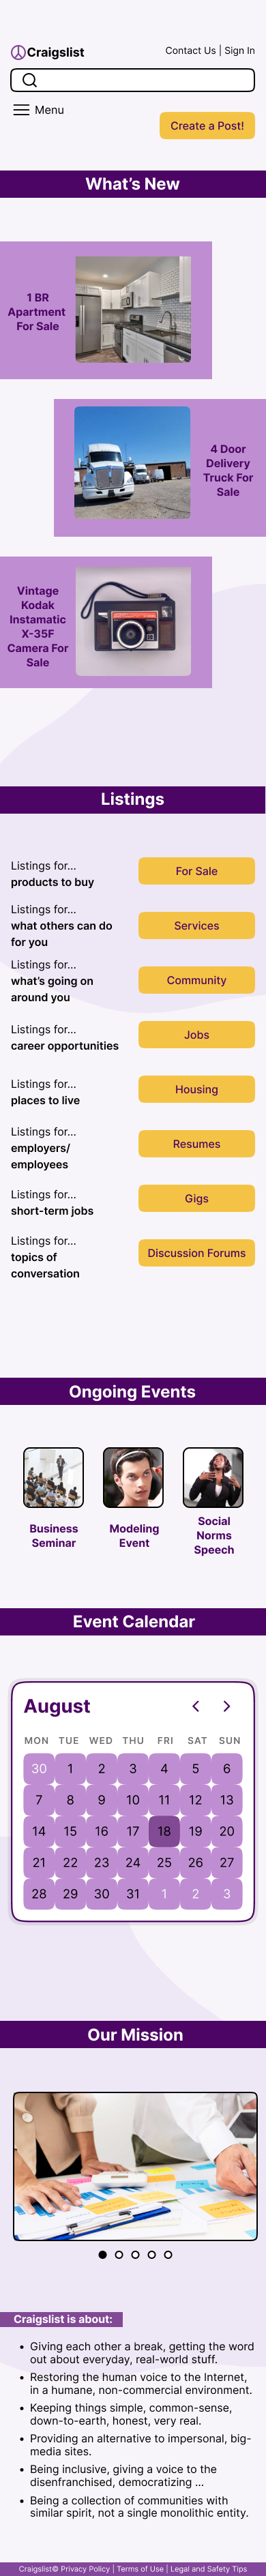 Craigslist
Contact Us | Sign In
Menu
Create a Post!
What's New
1 BR
Apartment
For Sale
4 Door
Delivery
Truck For
Sale
Vintage
Kodak
Instamatic
X-35F
Camera For
Sale
Listings
Listings for...
products to buy
For Sale
Listings for...
what others can do
for you
Services
Listings for...
what's going on
around you
Community
Listings for...
career opportunities
Jobs
Listings for...
places to live
Housing
Listings for...
employers/
employees
Resumes
Listings for...
short-term jobs
Gigs
Listings for...
topics of
conversation
Discussion Forums
Ongoing Events
Business
Seminar
Modeling
Event
Social
Norms
Speech
Event Calendar
August
MON TUE WED THU FRI SAT SUN
30 1 2 3 4 5 6
7 8 9 10 11 12 13
14 15 16 17 18 19 20
21 22 23 24 25 26 27
28 29 30 31 1 2 3
Our Mission
Craigslist is about:
• Giving each other a break, getting the word
out about everyday, real-world stuff.
• Restoring the human voice to the Internet,
in a humane, non-commercial environment.
• Keeping things simple, common-sense,
down-to-earth, honest, very real.
• Providing an alternative to impersonal, big-
media sites.
• Being inclusive, giving a voice to the
disenfranchised, democratizing ...
• Being a collection of communities with
similar spirit, not a single monolithic entity.
Craigslist© Privacy Policy | Terms of Use | Legal and Safety Tips